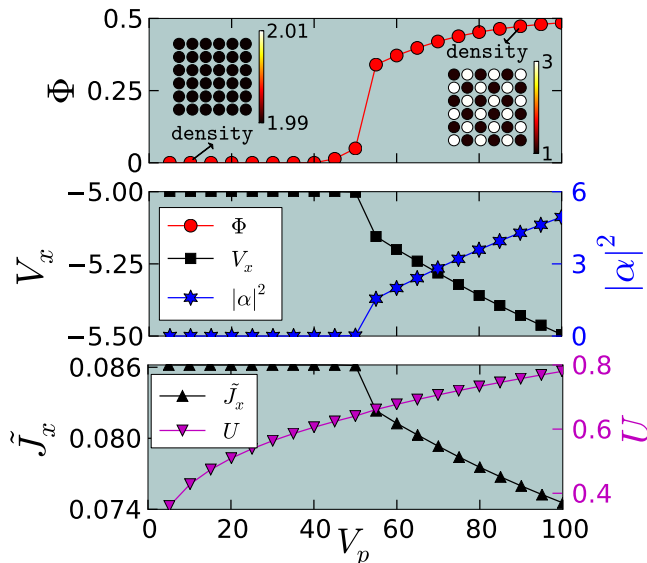 0.5
0.25
0
Φ
2.01
1.99
density
density
3
1
−5.00
−5.25
−5.50
V_x
Φ
V_x
|α|^2
6
3
0
|α|^2
0.086
0.080
0.074
J̃_x
J̃_x
U
0.8
0.6
0.4
U
0 20 40 60 80 100
V_p